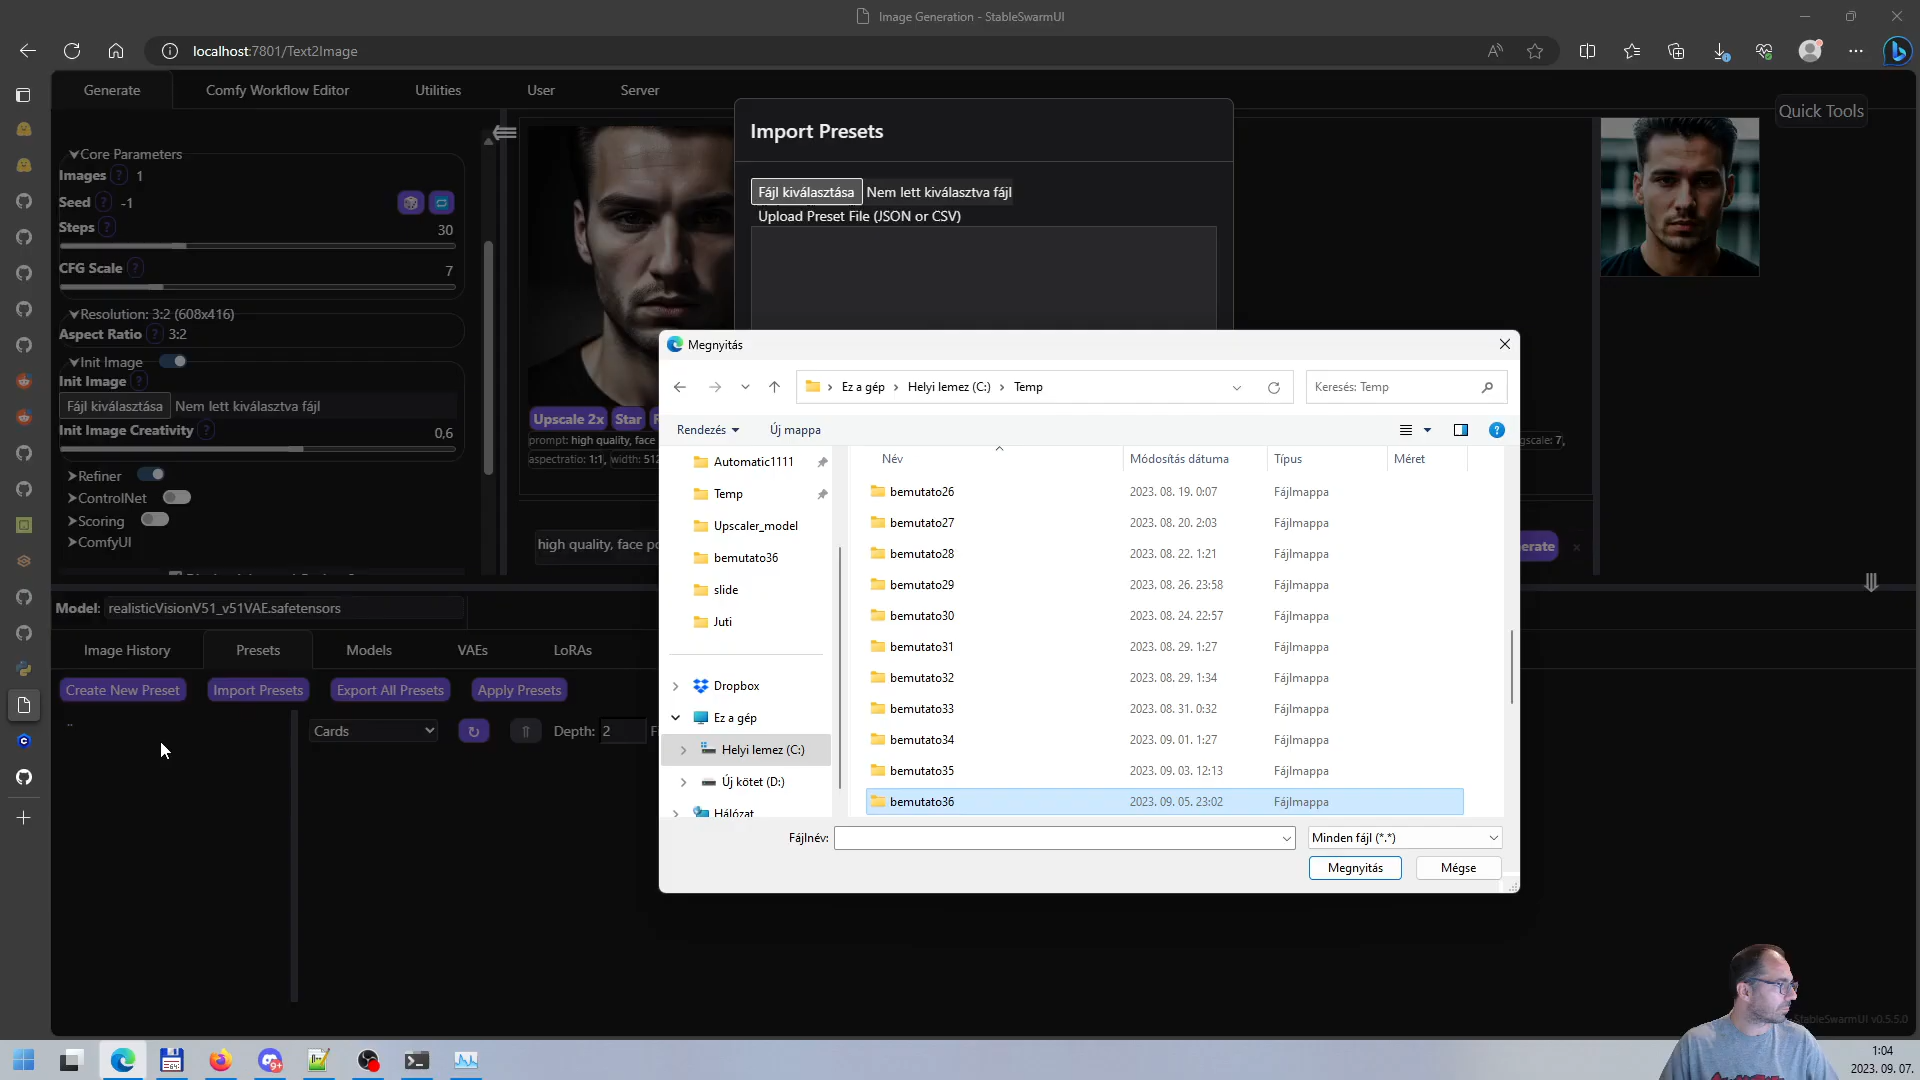 Image Generation - StableSwarmUI
localhost:7801/Text2Image
Generate
Comfy Workflow Editor
Utilities
User
Server
Quick Tools
Import Presets
Fájl kiválasztása Nem lett kiválasztva fájl
Upload Preset File (JSON or CSV)
Core Parameters
Images ? 1
Seed ? -1
Steps ? 30
CFG Scale ? 7
Resolution: 3:2 (608x416)
Aspect Ratio ? 3:2
Init Image
Init Image ?
Fájl kiválasztása Nem lett kiválasztva fájl
Init Image Creativity ? 0,6
Refiner
ControlNet
Scoring
ComfyUI
Upscale 2x Star
prompt: high quality, face
aspectratio: 1:1, width: 512
gscale: 7,
high quality, face po
erate ×
Model: realisticVisionV51_v51VAE.safetensors
Image History
Presets
Models
VAEs
LoRAs
Create New Preset
Import Presets
Export All Presets
Apply Presets
Cards
Depth: 2
Megnyitás
Ez a gép › Helyi lemez (C:) › Temp
Keresés: Temp
Rendezés
Új mappa
Automatic1111
Temp
Upscaler_model
bemutato36
slide
Juti
Dropbox
Ez a gép
Helyi lemez (C:)
Új kötet (D:)
Hálózat
Név Módosítás dátuma Típus Méret
bemutato26 2023. 08. 19. 0:07 Fájlmappa
bemutato27 2023. 08. 20. 2:03 Fájlmappa
bemutato28 2023. 08. 22. 1:21 Fájlmappa
bemutato29 2023. 08. 26. 23:58 Fájlmappa
bemutato30 2023. 08. 24. 22:57 Fájlmappa
bemutato31 2023. 08. 29. 1:27 Fájlmappa
bemutato32 2023. 08. 29. 1:34 Fájlmappa
bemutato33 2023. 08. 31. 0:32 Fájlmappa
bemutato34 2023. 09. 01. 1:27 Fájlmappa
bemutato35 2023. 09. 03. 12:13 Fájlmappa
bemutato36 2023. 09. 05. 23:02 Fájlmappa
Fájlnév:
Minden fájl (*.*)
Megnyitás
Mégse
StableSwarmUI v0.5.5.0
9+
1:04
2023. 09. 07.